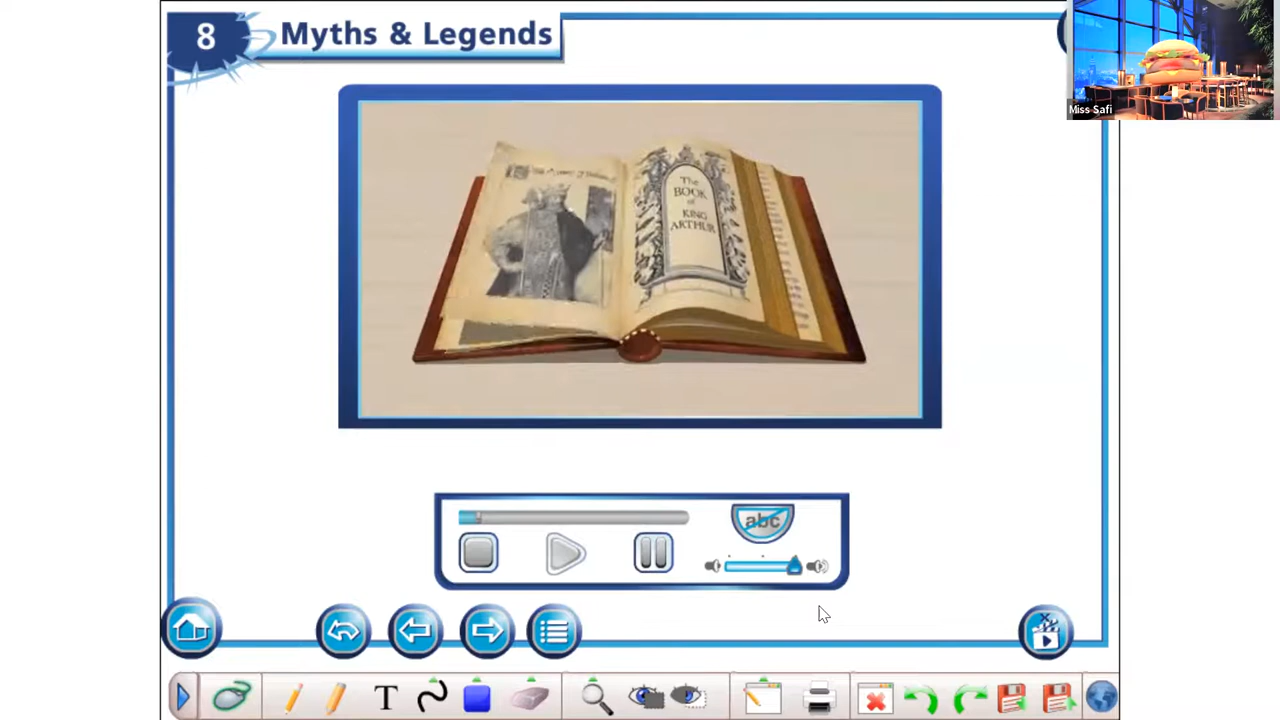 8
Myths & Legends
Miss Safi
The
BOOK
of
KING
ARTHUR
abc
T